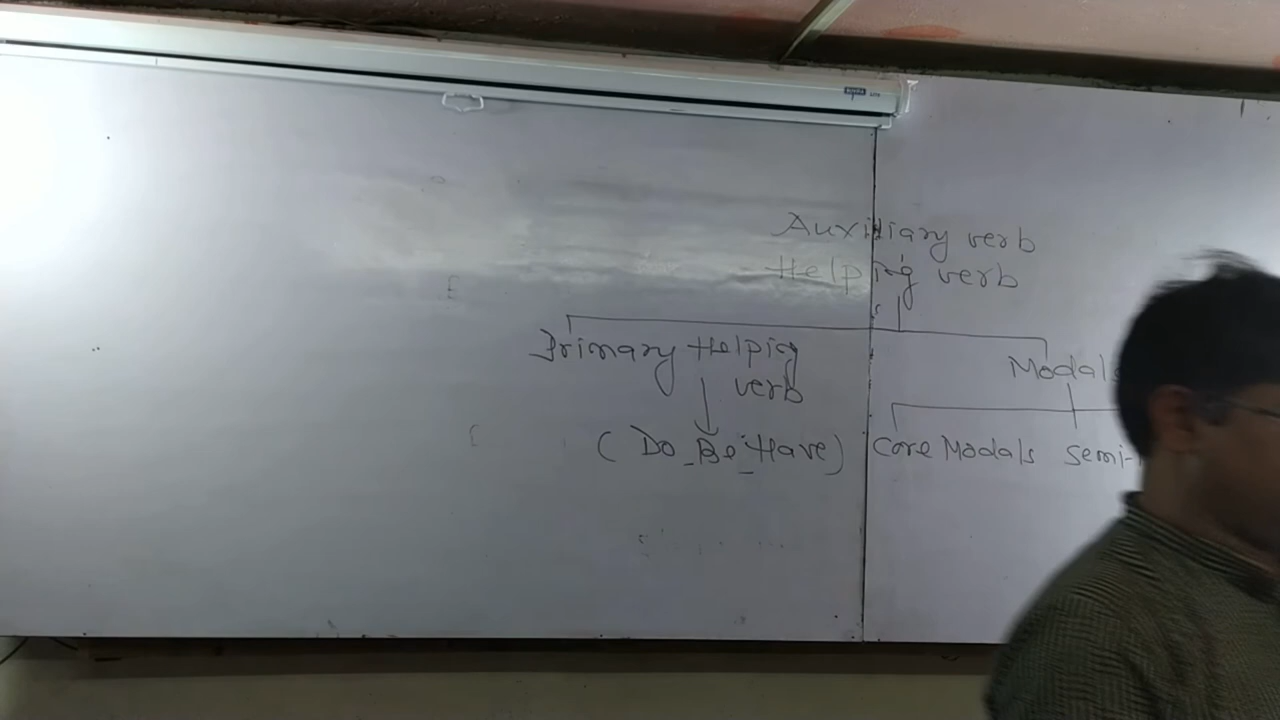 Auxiliary verb
Helping verb
Primary Helping
verb
Modals
(Do_Be_Have)
Core Modals semi-